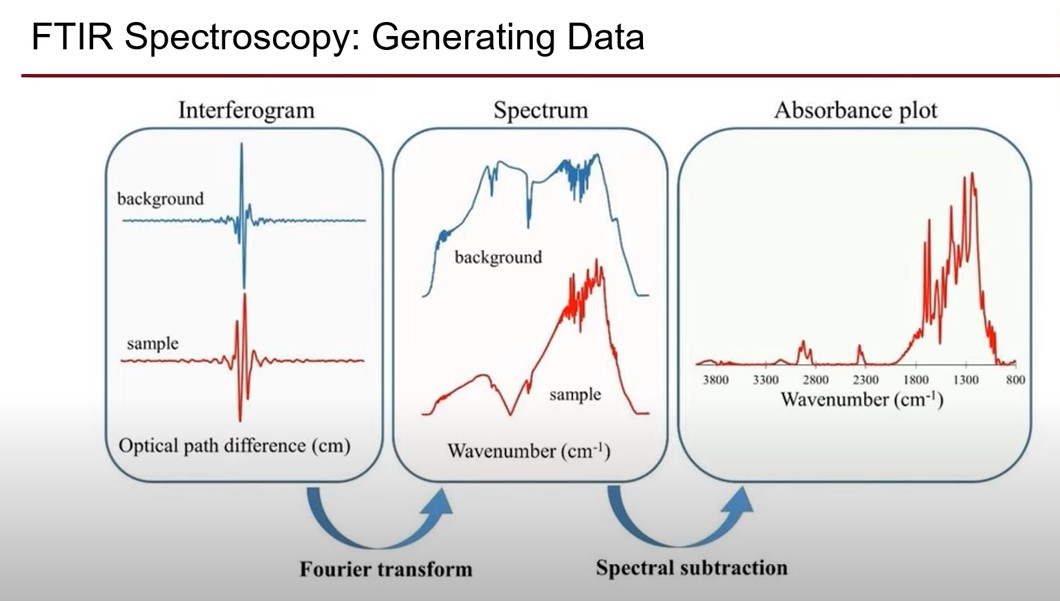 FTIR Spectroscopy: Generating Data
Interferogram
background
sample
Optical path difference (cm)
Spectrum
background
sample
Wavenumber (cm⁻¹)
Absorbance plot
3800 3300 2800 2300 1800 1300 800
Wavenumber (cm⁻¹)
Fourier transform
Spectral subtraction